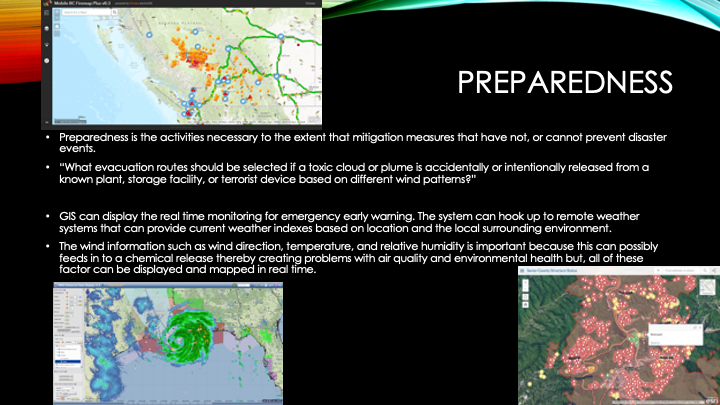 Mobile BC Firemap Plus v6.3
PREPAREDNESS
• Preparedness is the activities necessary to the extent that mitigation measures that have not, or cannot prevent disaster
events.
• “What evacuation routes should be selected if a toxic cloud or plume is accidentally or intentionally released from a
known plant, storage facility, or terrorist device based on different wind patterns?”
• GIS can display the real time monitoring for emergency early warning. The system can hook up to remote weather
systems that can provide current weather indexes based on location and the local surrounding environment.
• The wind information such as wind direction, temperature, and relative humidity is important because this can possibly
feeds in to a chemical release thereby creating problems with air quality and environmental health but, all of these
factor can be displayed and mapped in real time.
esri